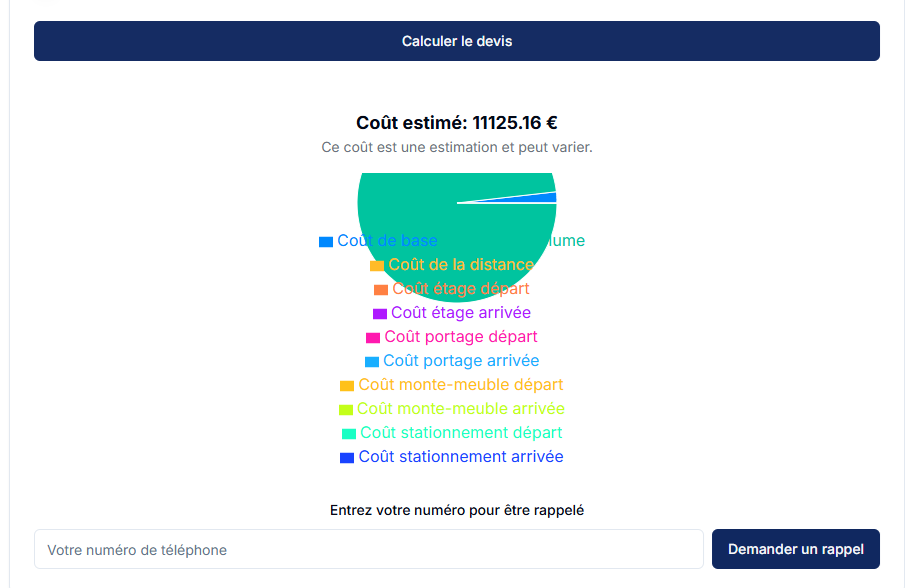 Calculer le devis
Coût estimé: 11125.16 €
Ce coût est une estimation et peut varier.
Coût de base lume
Coût de la distance
Coût étage départ
Coût étage arrivée
Coût portage départ
Coût portage arrivée
Coût monte-meuble départ
Coût monte-meuble arrivée
Coût stationnement départ
Coût stationnement arrivée
Entrez votre numéro pour être rappelé
Votre numéro de téléphone
Demander un rappel